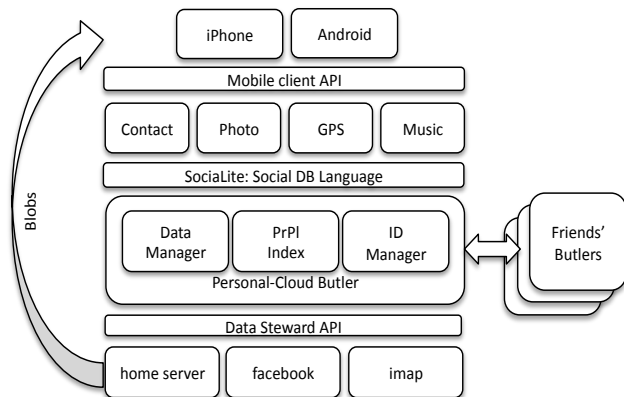 iPhone
Android
Mobile client API
Contact
Photo
GPS
Music
SociaLite: Social DB Language
Data
Manager
PrPl
Index
ID
Manager
Personal-Cloud Butler
Friends'
Butlers
Data Steward API
home server
facebook
imap
Blobs